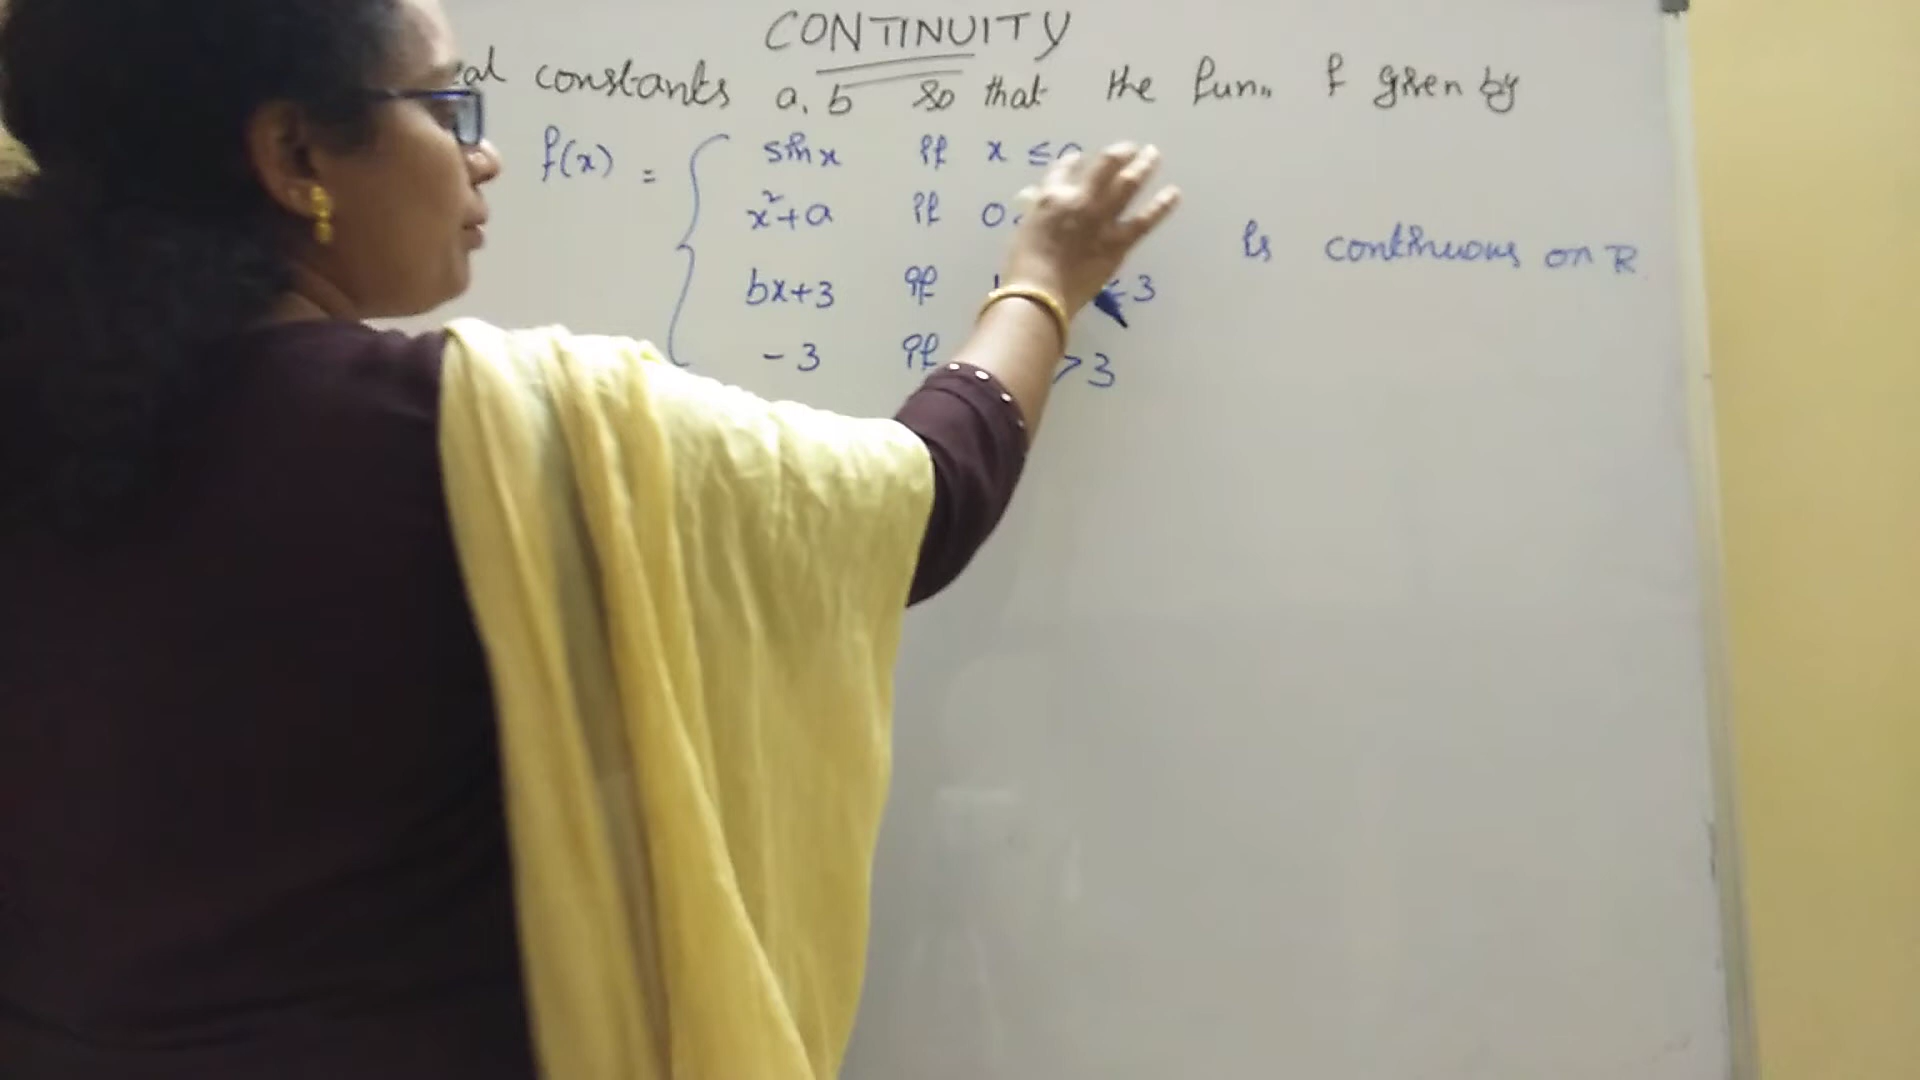 CONTINUITY
constants a, b so that the fun. f given by
f(x) = { sin x if x ≤
x²+a if 0
bx+3 if 3
-3 if > 3
is continuous on R